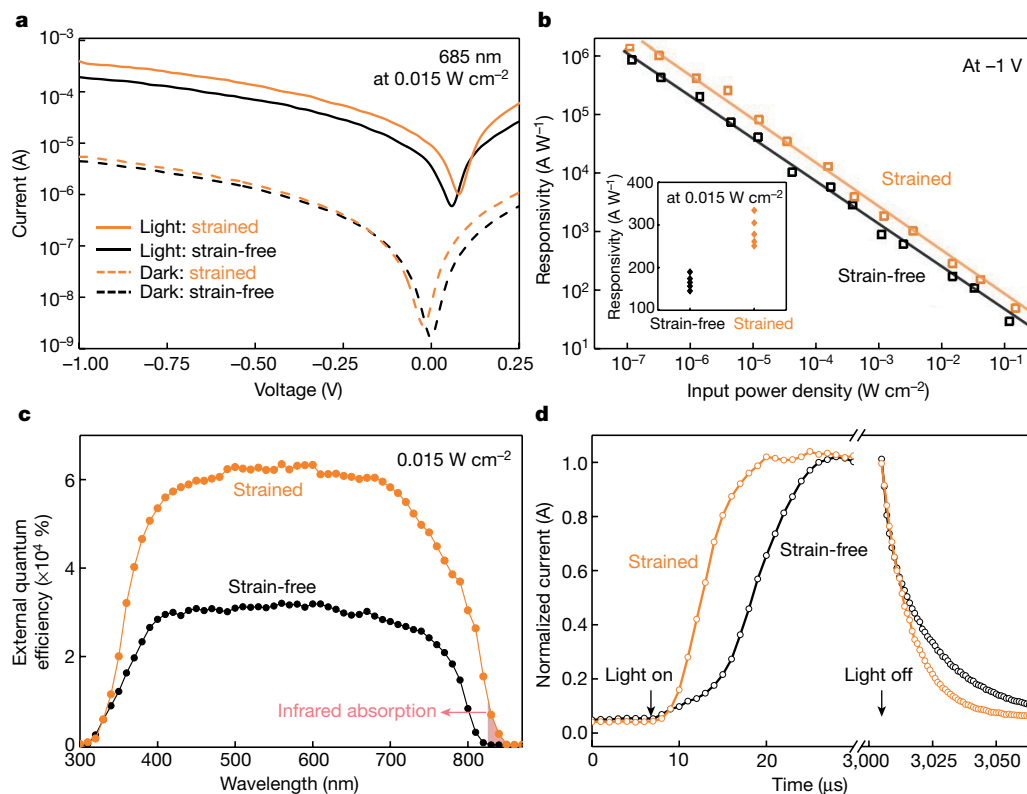 a
685 nm
at 0.015 W cm⁻²
10⁻³
10⁻⁴
10⁻⁵
10⁻⁶
10⁻⁷
10⁻⁸
10⁻⁹
Current (A)
Light: strained
Light: strain-free
Dark: strained
Dark: strain-free
−1.00 −0.75 −0.50 −0.25 0.00 0.25
Voltage (V)
b
At −1 V
10⁶
10⁵
10⁴
10³
10²
10¹
Responsivity (A W⁻¹)
Strained
Strain-free
at 0.015 W cm⁻²
400
300
200
100
Responsivity (A W⁻¹)
Strain-free Strained
10⁻⁷ 10⁻⁶ 10⁻⁵ 10⁻⁴ 10⁻³ 10⁻² 10⁻¹
Input power density (W cm⁻²)
c
0.015 W cm⁻²
6
4
2
0
External quantum
efficiency (×10⁴ %)
Strained
Strain-free
Infrared absorption
300 400 500 600 700 800
Wavelength (nm)
d
1.0
0.8
0.6
0.4
0.2
0.0
Normalized current (A)
Strained
Strain-free
Light on
Light off
0 10 20 3,000 3,025 3,050
Time (μs)